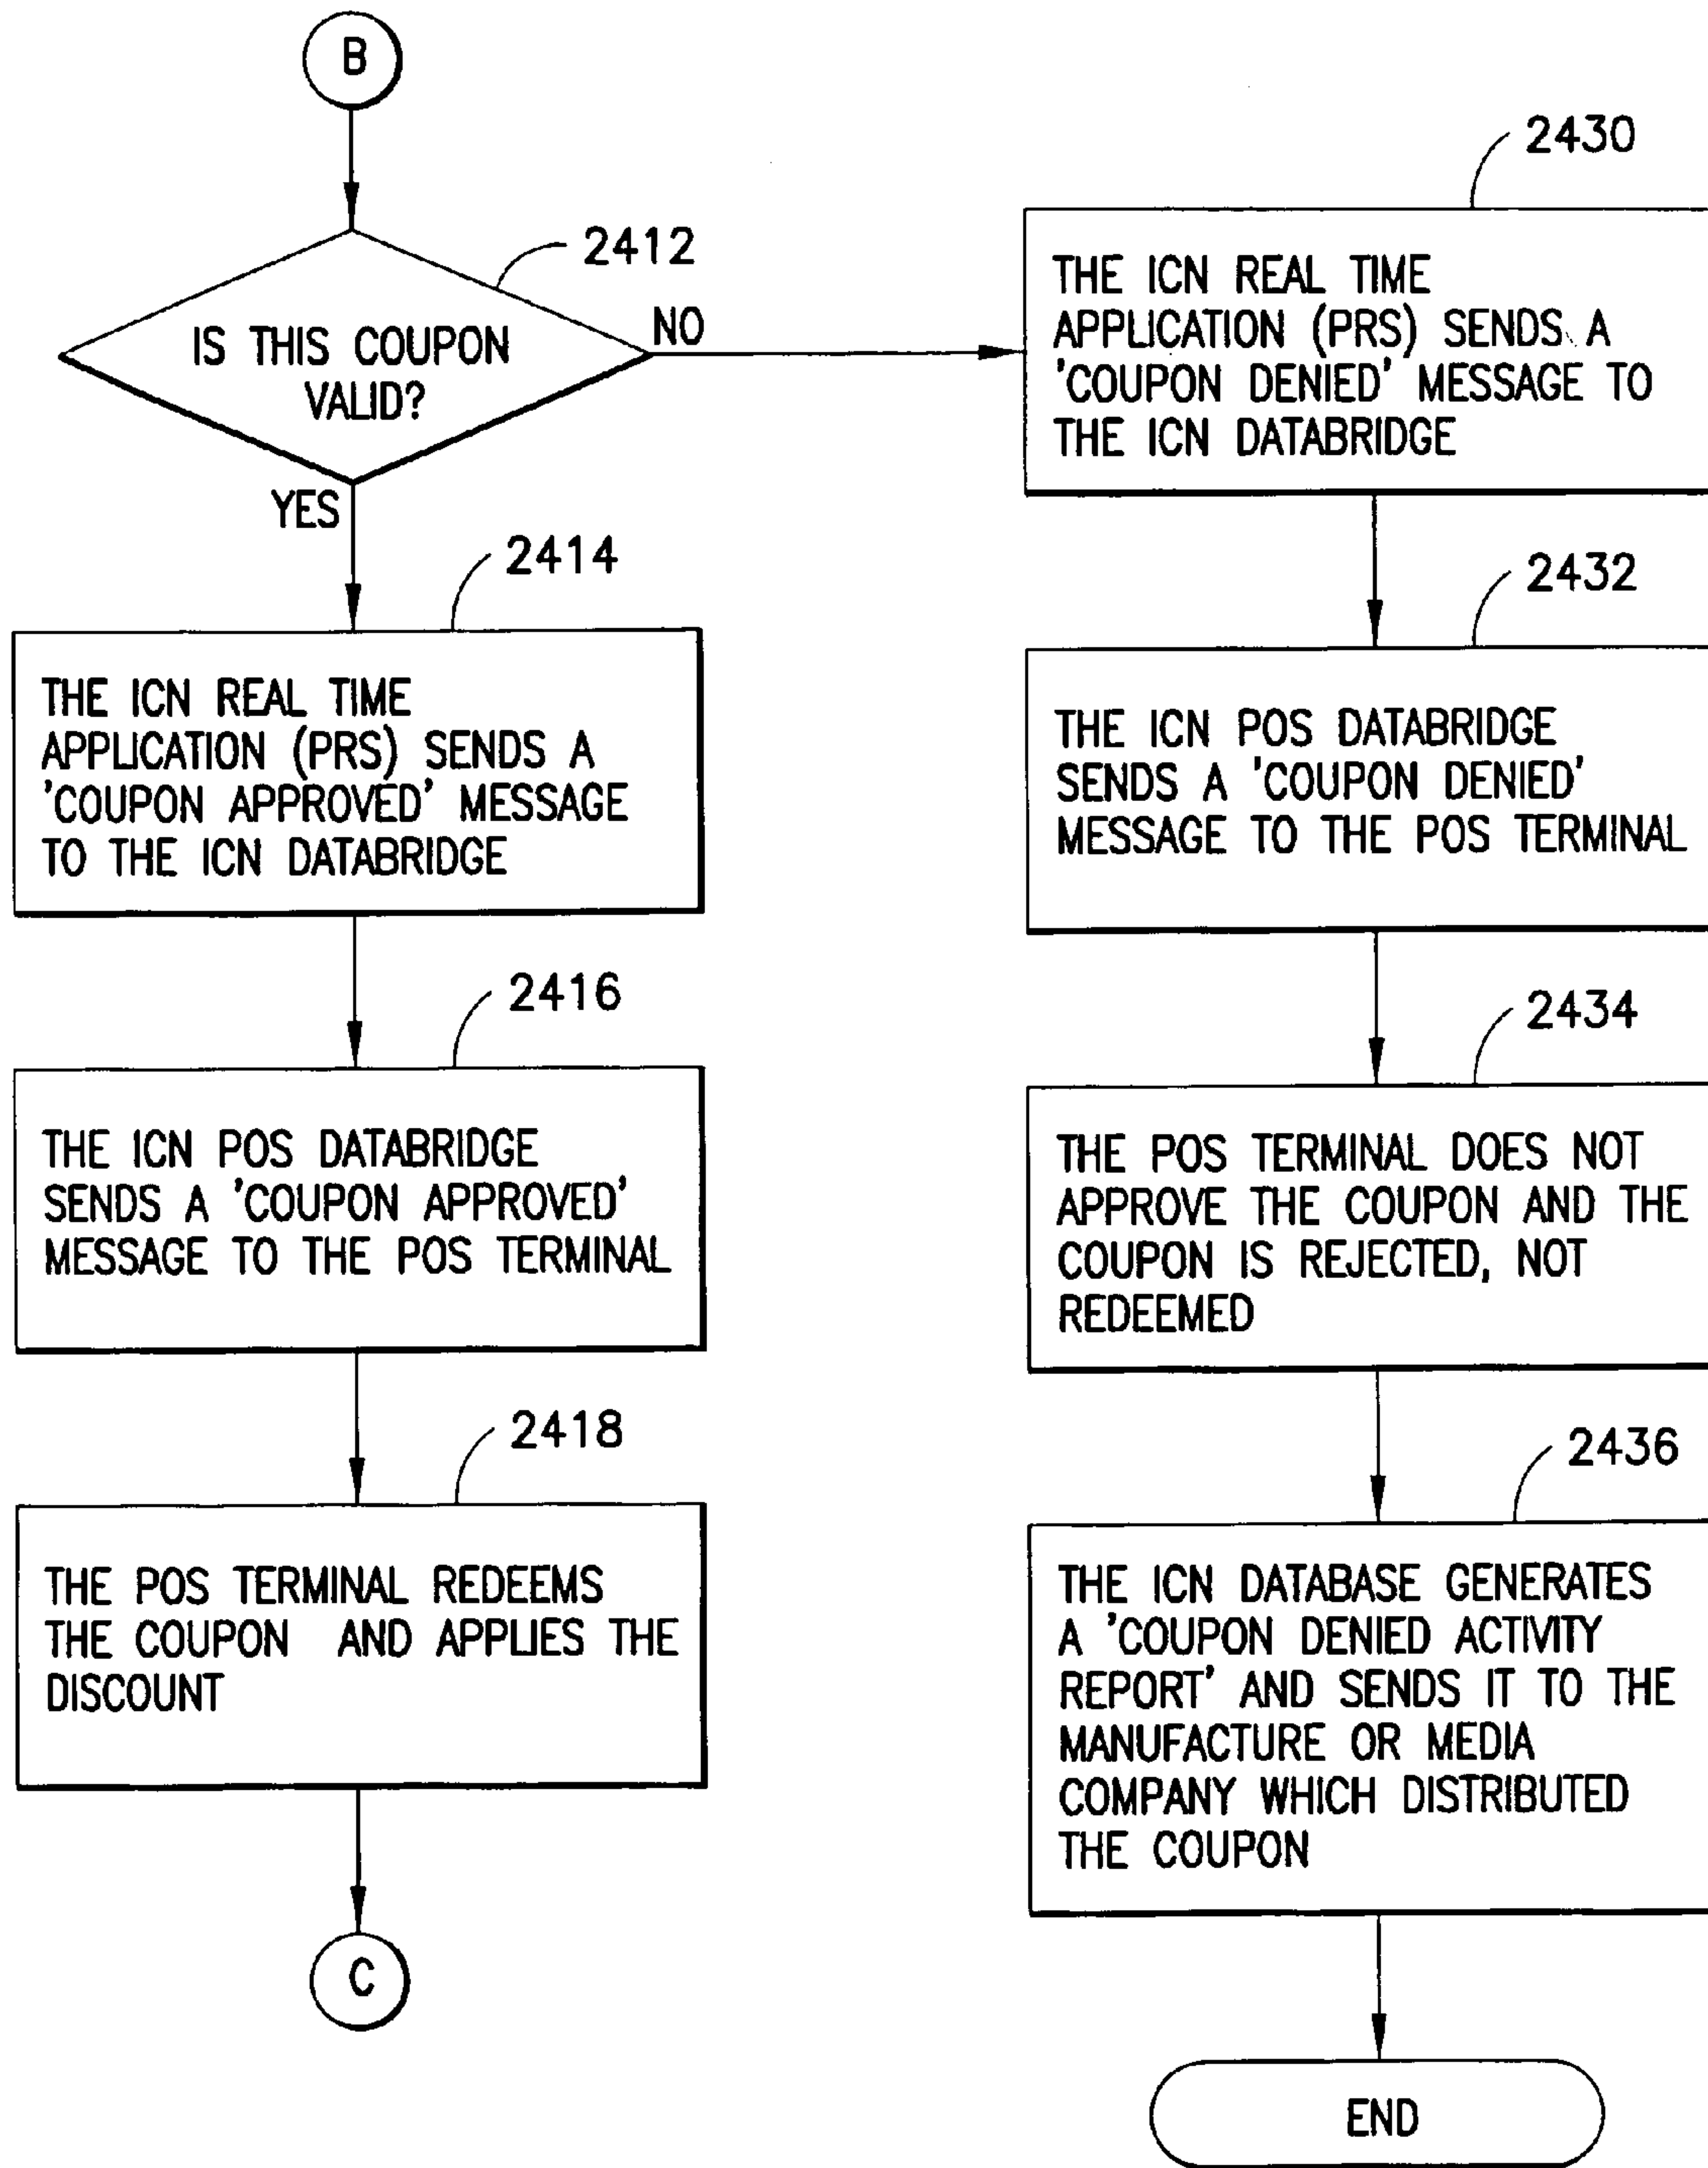 B
2412
IS THIS COUPON
VALID?
NO
YES
2414
THE ICN REAL TIME
APPLICATION (PRS) SENDS A
'COUPON APPROVED' MESSAGE
TO THE ICN DATABRIDGE
2416
THE ICN POS DATABRIDGE
SENDS A 'COUPON APPROVED'
MESSAGE TO THE POS TERMINAL
2418
THE POS TERMINAL REDEEMS
THE COUPON AND APPLIES THE
DISCOUNT
C
2430
THE ICN REAL TIME
APPLICATION (PRS) SENDS A
'COUPON DENIED' MESSAGE TO
THE ICN DATABRIDGE
2432
THE ICN POS DATABRIDGE
SENDS A 'COUPON DENIED'
MESSAGE TO THE POS TERMINAL
2434
THE POS TERMINAL DOES NOT
APPROVE THE COUPON AND THE
COUPON IS REJECTED, NOT
REDEEMED
2436
THE ICN DATABASE GENERATES
A 'COUPON DENIED ACTIVITY
REPORT' AND SENDS IT TO THE
MANUFACTURE OR MEDIA
COMPANY WHICH DISTRIBUTED
THE COUPON
END